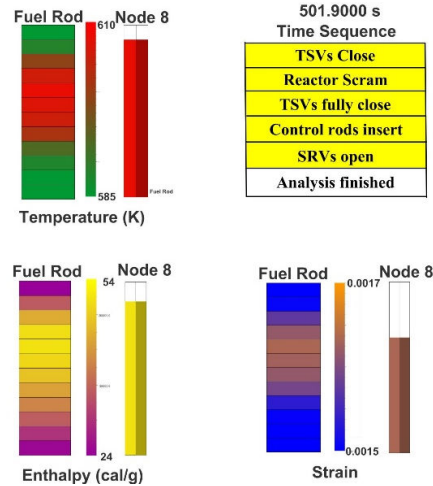 Fuel Rod
610
Node 8
585
Fuel Rod
Temperature (K)
501.9000 s
Time Sequence
TSVs Close
Reactor Scram
TSVs fully close
Control rods insert
SRVs open
Analysis finished
Fuel Rod
54
Node 8
24
Enthalpy (cal/g)
Fuel Rod
0.0017
Node 8
0.0015
Strain